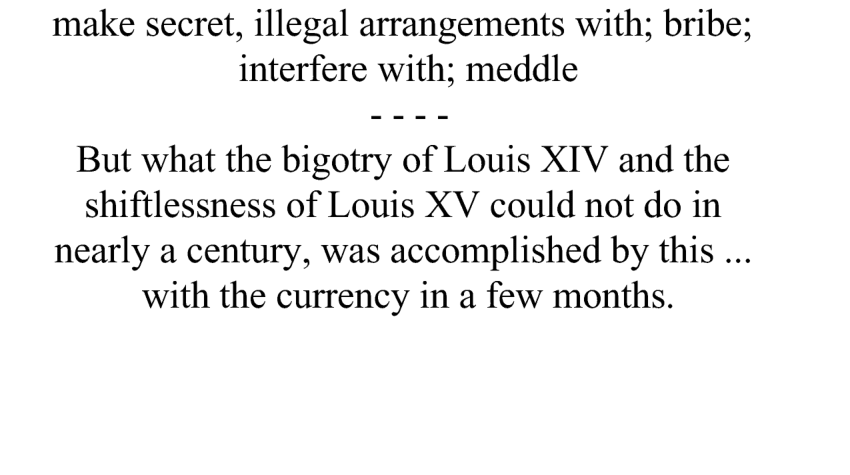 make secret, illegal arrangements with; bribe;
interfere with; meddle
- - - -
But what the bigotry of Louis XIV and the
shiftlessness of Louis XV could not do in
nearly a century, was accomplished by this ...
with the currency in a few months.